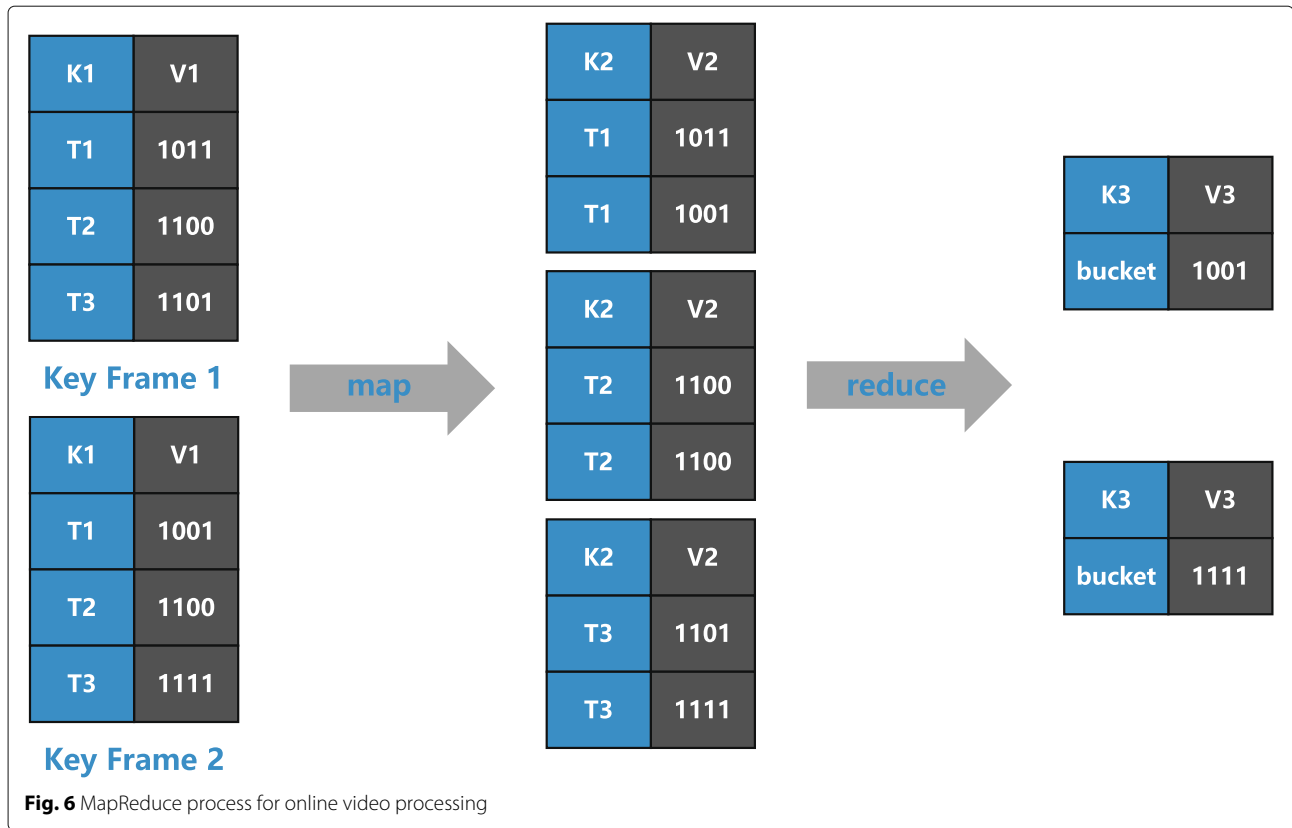 K1 V1
T1 1011
T2 1100
T3 1101
Key Frame 1
K1 V1
T1 1001
T2 1100
T3 1111
Key Frame 2
map
K2 V2
T1 1011
T1 1001
K2 V2
T2 1100
T2 1100
K2 V2
T3 1101
T3 1111
reduce
K3 V3
bucket 1001
K3 V3
bucket 1111
Fig. 6 MapReduce process for online video processing